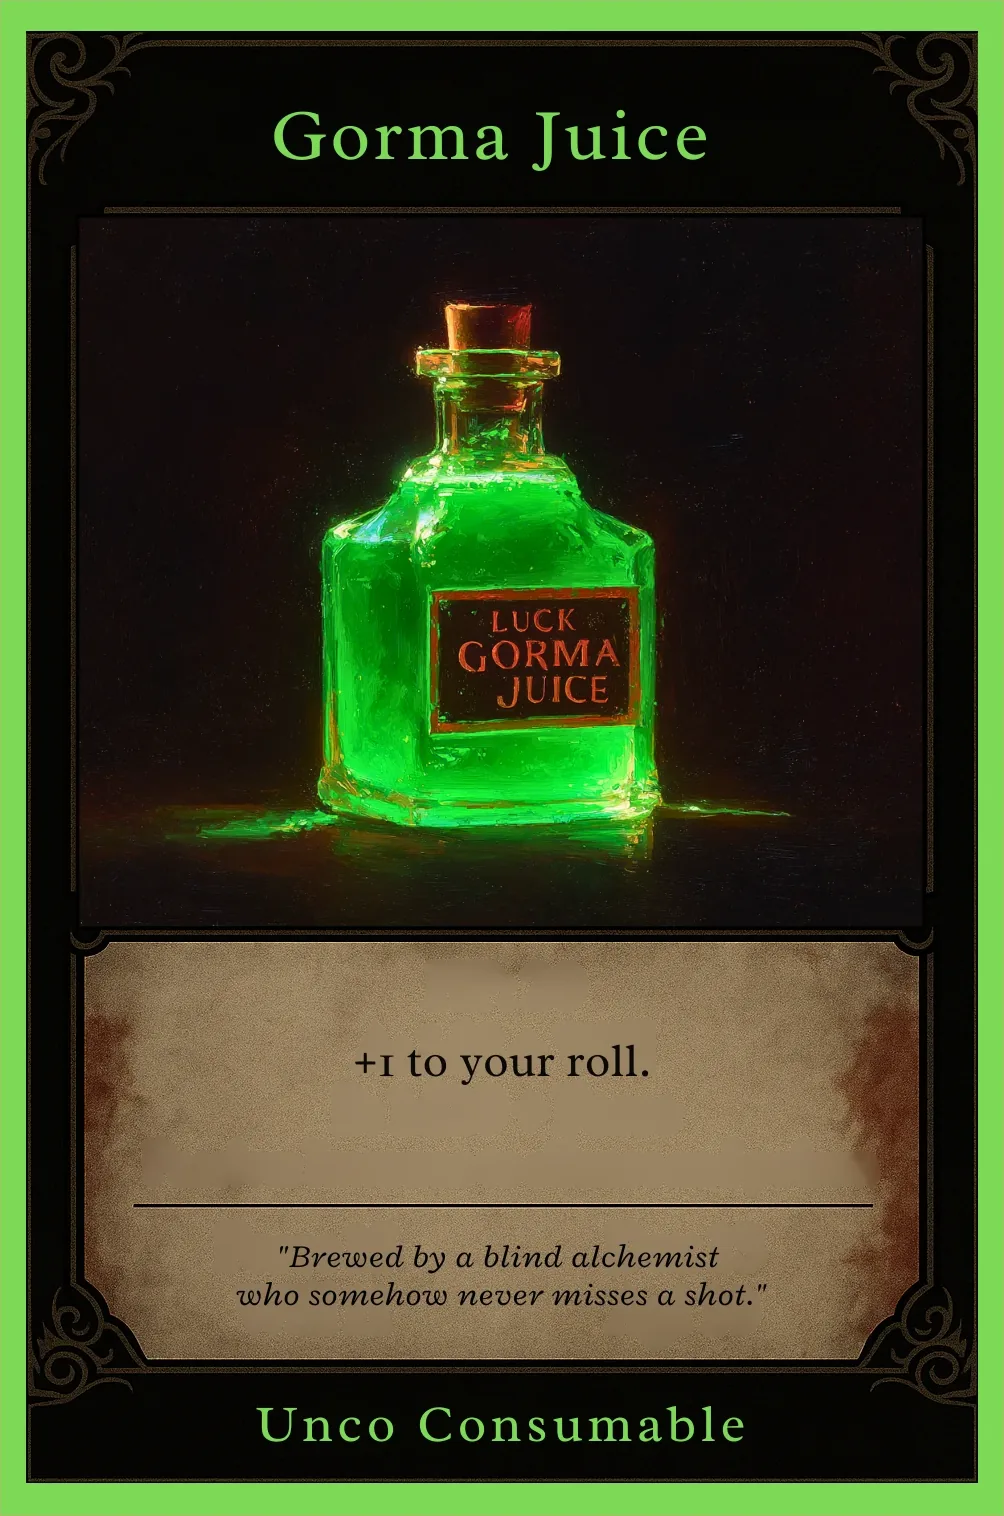 Gorma Juice
LUCK
GORMA
JUICE
+1 to your roll.
"Brewed by a blind alchemist
who somehow never misses a shot."
Unco Consumable